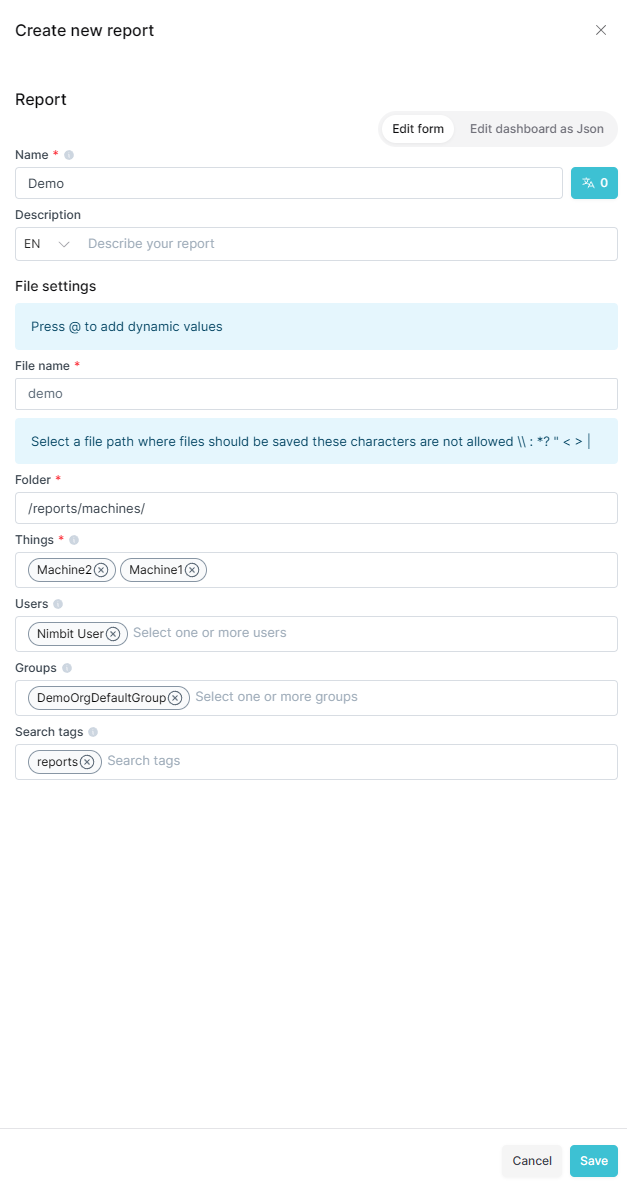 Create new report
Report
Edit form Edit dashboard as Json
Name *
Demo 0
Description
EN Describe your report
File settings
Press @ to add dynamic values
File name *
demo
Select a file path where files should be saved these characters are not allowed \\ : *? " < > |
Folder *
/reports/machines/
Things *
Machine2 Machine1
Users
Nimbit User Select one or more users
Groups
DemoOrgDefaultGroup Select one or more groups
Search tags
reports Search tags
Cancel Save